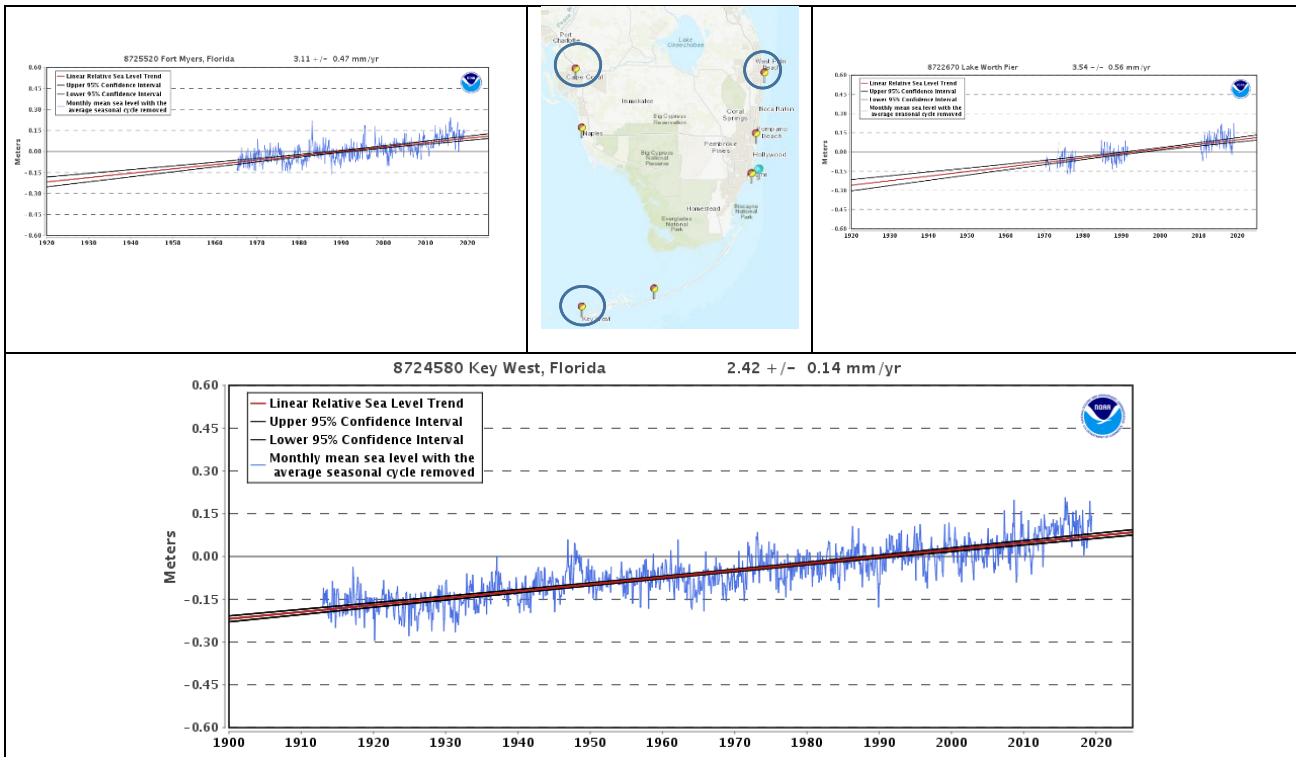 8725520 Fort Myers, Florida 3.11 +/- 0.47 mm/yr
Linear Relative Sea Level Trend
Upper 95% Confidence Interval
Lower 95% Confidence Interval
Monthly mean sea level with the
average seasonal cycle removed
0.60
0.45
0.30
0.15
0.00
-0.15
-0.30
-0.45
-0.60
Meters
1920 1930 1940 1950 1960 1970 1980 1990 2000 2010 2020
Port
Charlotte
Lake
Okeechobee
West Palm
Beach
Cape Coral
Immokalee
Boca Raton
Coral
Springs
Big Cypress
Reservation
Pompano
Beach
Naples
Pembroke
Pines
Hollywood
Big Cypress
National
Preserve
Homestead
Biscayne
National
Park
Everglades
National
Park
Key West
8722670 Lake Worth Pier 3.54 +/- 0.56 mm/yr
Linear Relative Sea Level Trend
Upper 95% Confidence Interval
Lower 95% Confidence Interval
Monthly mean sea level with the
average seasonal cycle removed
0.60
0.45
0.30
0.15
0.00
-0.15
-0.30
-0.45
-0.60
Meters
1920 1930 1940 1950 1960 1970 1980 1990 2000 2010 2020
8724580 Key West, Florida 2.42 +/- 0.14 mm/yr
Linear Relative Sea Level Trend
Upper 95% Confidence Interval
Lower 95% Confidence Interval
Monthly mean sea level with the
average seasonal cycle removed
NOAA
0.60
0.45
0.30
0.15
0.00
-0.15
-0.30
-0.45
-0.60
Meters
1900 1910 1920 1930 1940 1950 1960 1970 1980 1990 2000 2010 2020